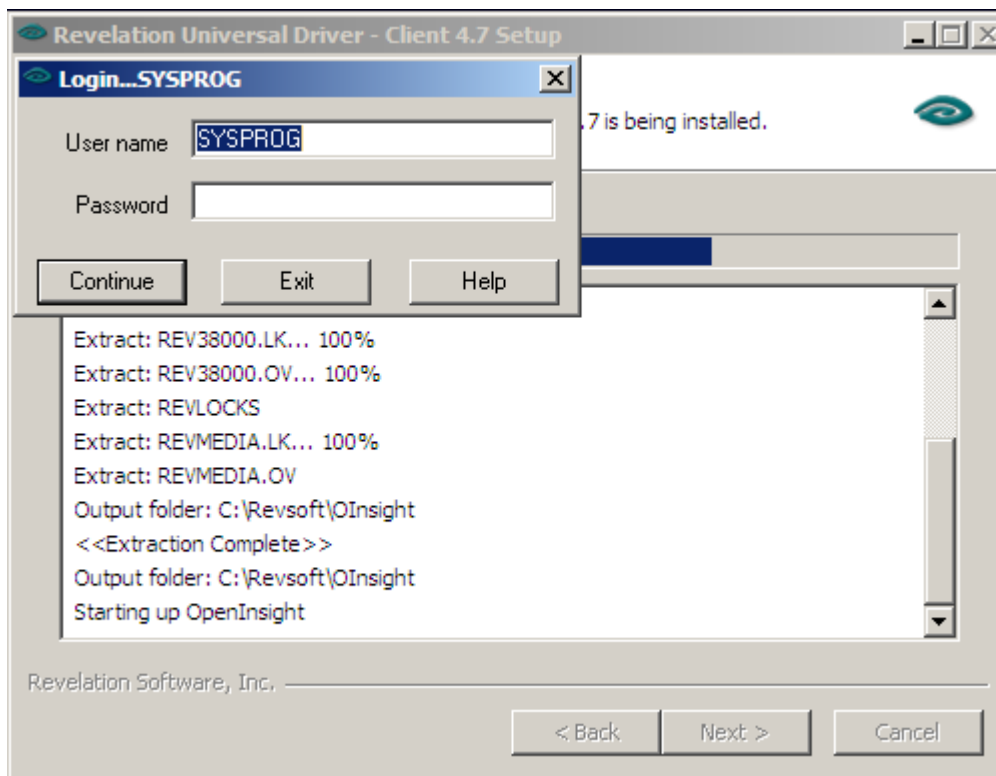 Revelation Universal Driver - Client 4.7 Setup
Login...SYSPROG
.7 is being installed.
User name SYSPROG
Password
Continue Exit Help
Extract: REV38000.LK... 100%
Extract: REV38000.OV... 100%
Extract: REVLOCKS
Extract: REVMEDIA.LK... 100%
Extract: REVMEDIA.OV
Output folder: C:\Revsoft\OInsight
<<Extraction Complete>>
Output folder: C:\Revsoft\OInsight
Starting up OpenInsight
Revelation Software, Inc.
< Back Next > Cancel